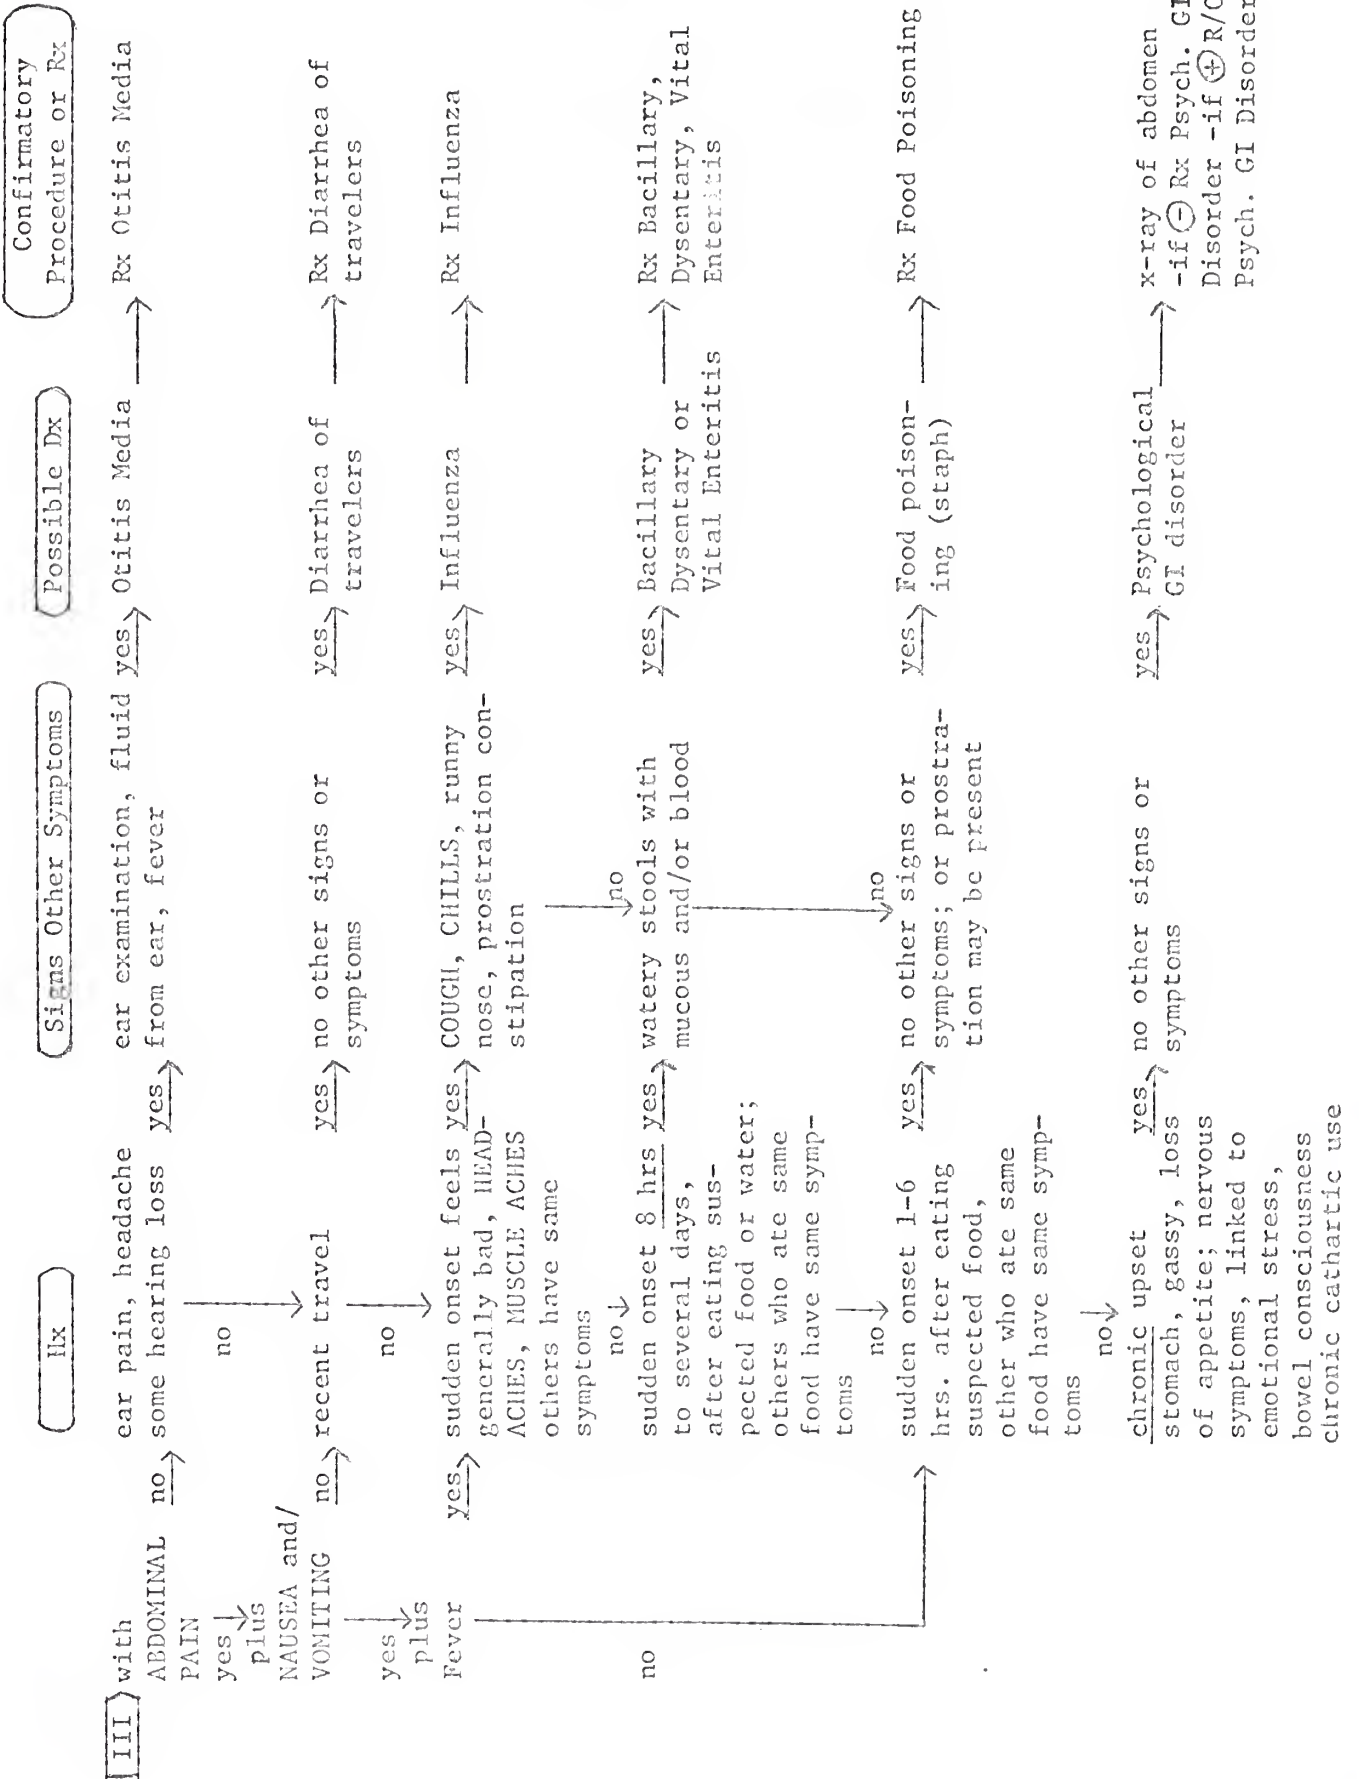 Hx
Signs Other Symptoms
Possible Dx
Confirmatory
Procedure or Rx
III
with
ABDOMINAL
PAIN
no
ear pain, headache
some hearing loss
yes
ear examination, fluid
from ear, fever
yes
Otitis Media
Rx Otitis Media
yes
plus
no
NAUSEA and/
VOMITING
no
recent travel
yes
no other signs or
symptoms
yes
Diarrhea of
travelers
Rx Diarrhea of
travelers
yes
plus
no
Fever
yes
sudden onset feels
generally bad, HEAD-
ACHES, MUSCLE ACHES
others have same
symptoms
yes
COUGH, CHILLS, runny
nose, prostration con-
stipation
yes
Influenza
Rx Influenza
no
no
no
sudden onset 8 hrs
to several days,
after eating sus-
pected food or water;
others who ate same
food have same symp-
toms
yes
watery stools with
mucous and/or blood
yes
Bacillary
Dysentary or
Vital Enteritis
Rx Bacillary,
Dysentary, Vital
Enteritis
no
no
sudden onset 1-6
hrs. after eating
suspected food,
other who ate same
food have same symp-
toms
yes
no other signs or
symptoms; or prostra-
tion may be present
yes
Food poison-
ing (staph)
Rx Food Poisoning
no
chronic upset
stomach, gassy, loss
of appetite; nervous
symptoms, linked to
emotional stress,
bowel consciousness
chronic cathartic use
yes
no other signs or
symptoms
yes
Psychological
GI disorder
x-ray of abdomen
-if ⊖ Rx Psych. GI
Disorder -if ⊕ R/O
Psych. GI Disorder